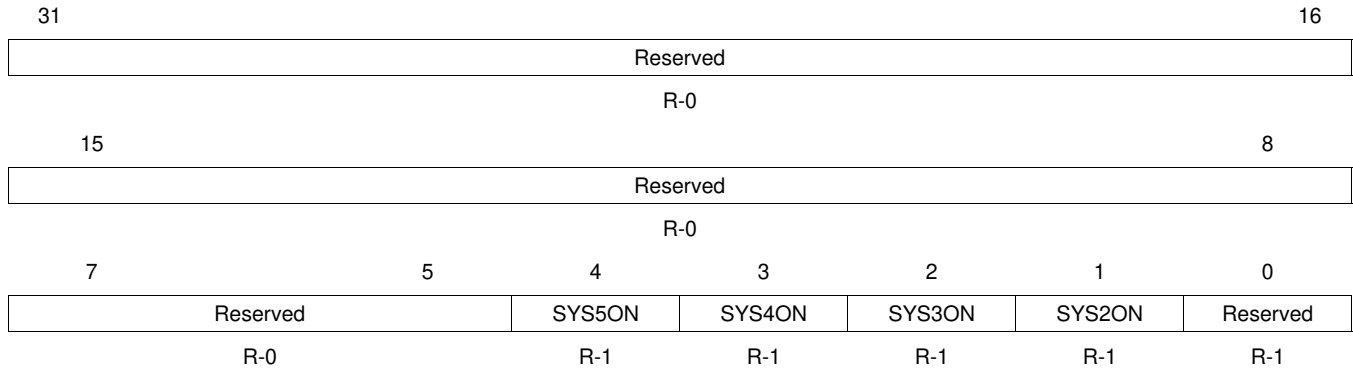 31 16
Reserved
R-0
15 8
Reserved
R-0
7 5 4 3 2 1 0
Reserved SYS5ON SYS4ON SYS3ON SYS2ON Reserved
R-0 R-1 R-1 R-1 R-1 R-1